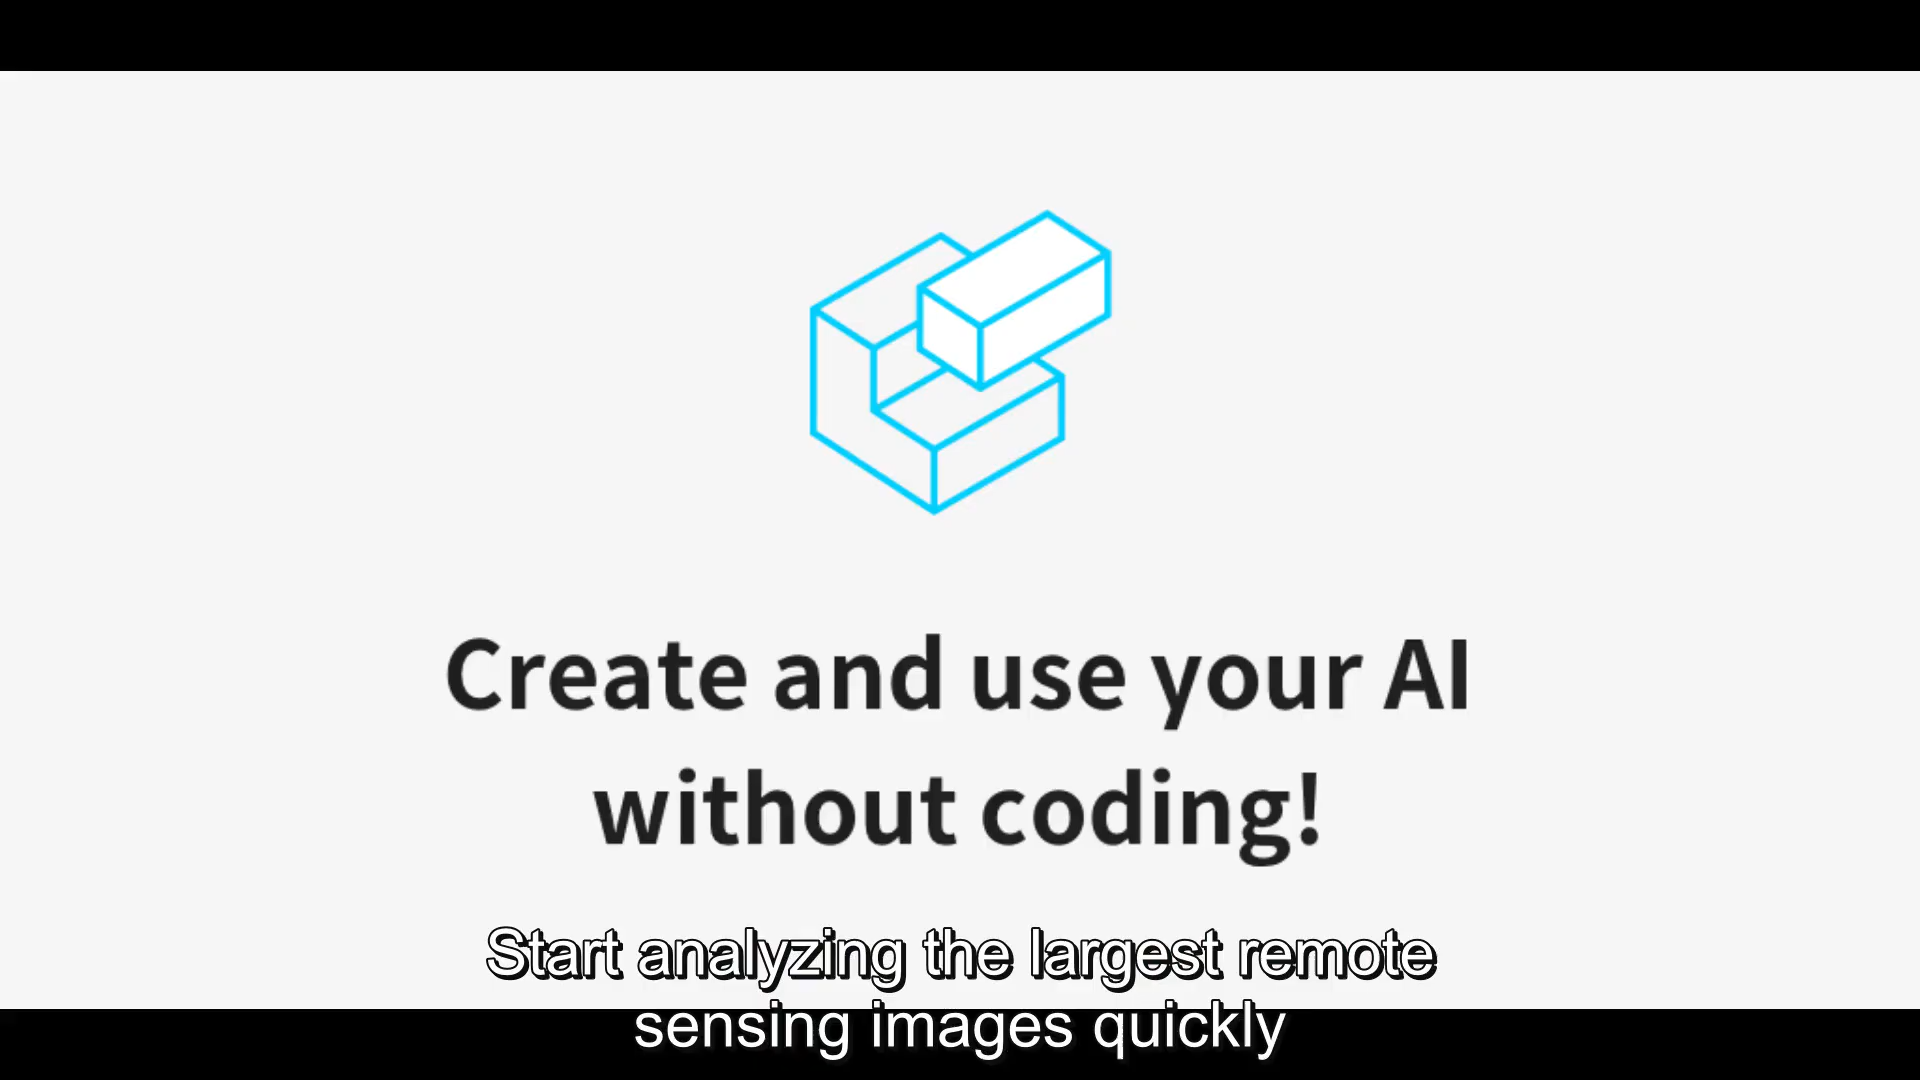 Create and use your AI
without coding!
Start analyzing the largest remote
sensing images quickly